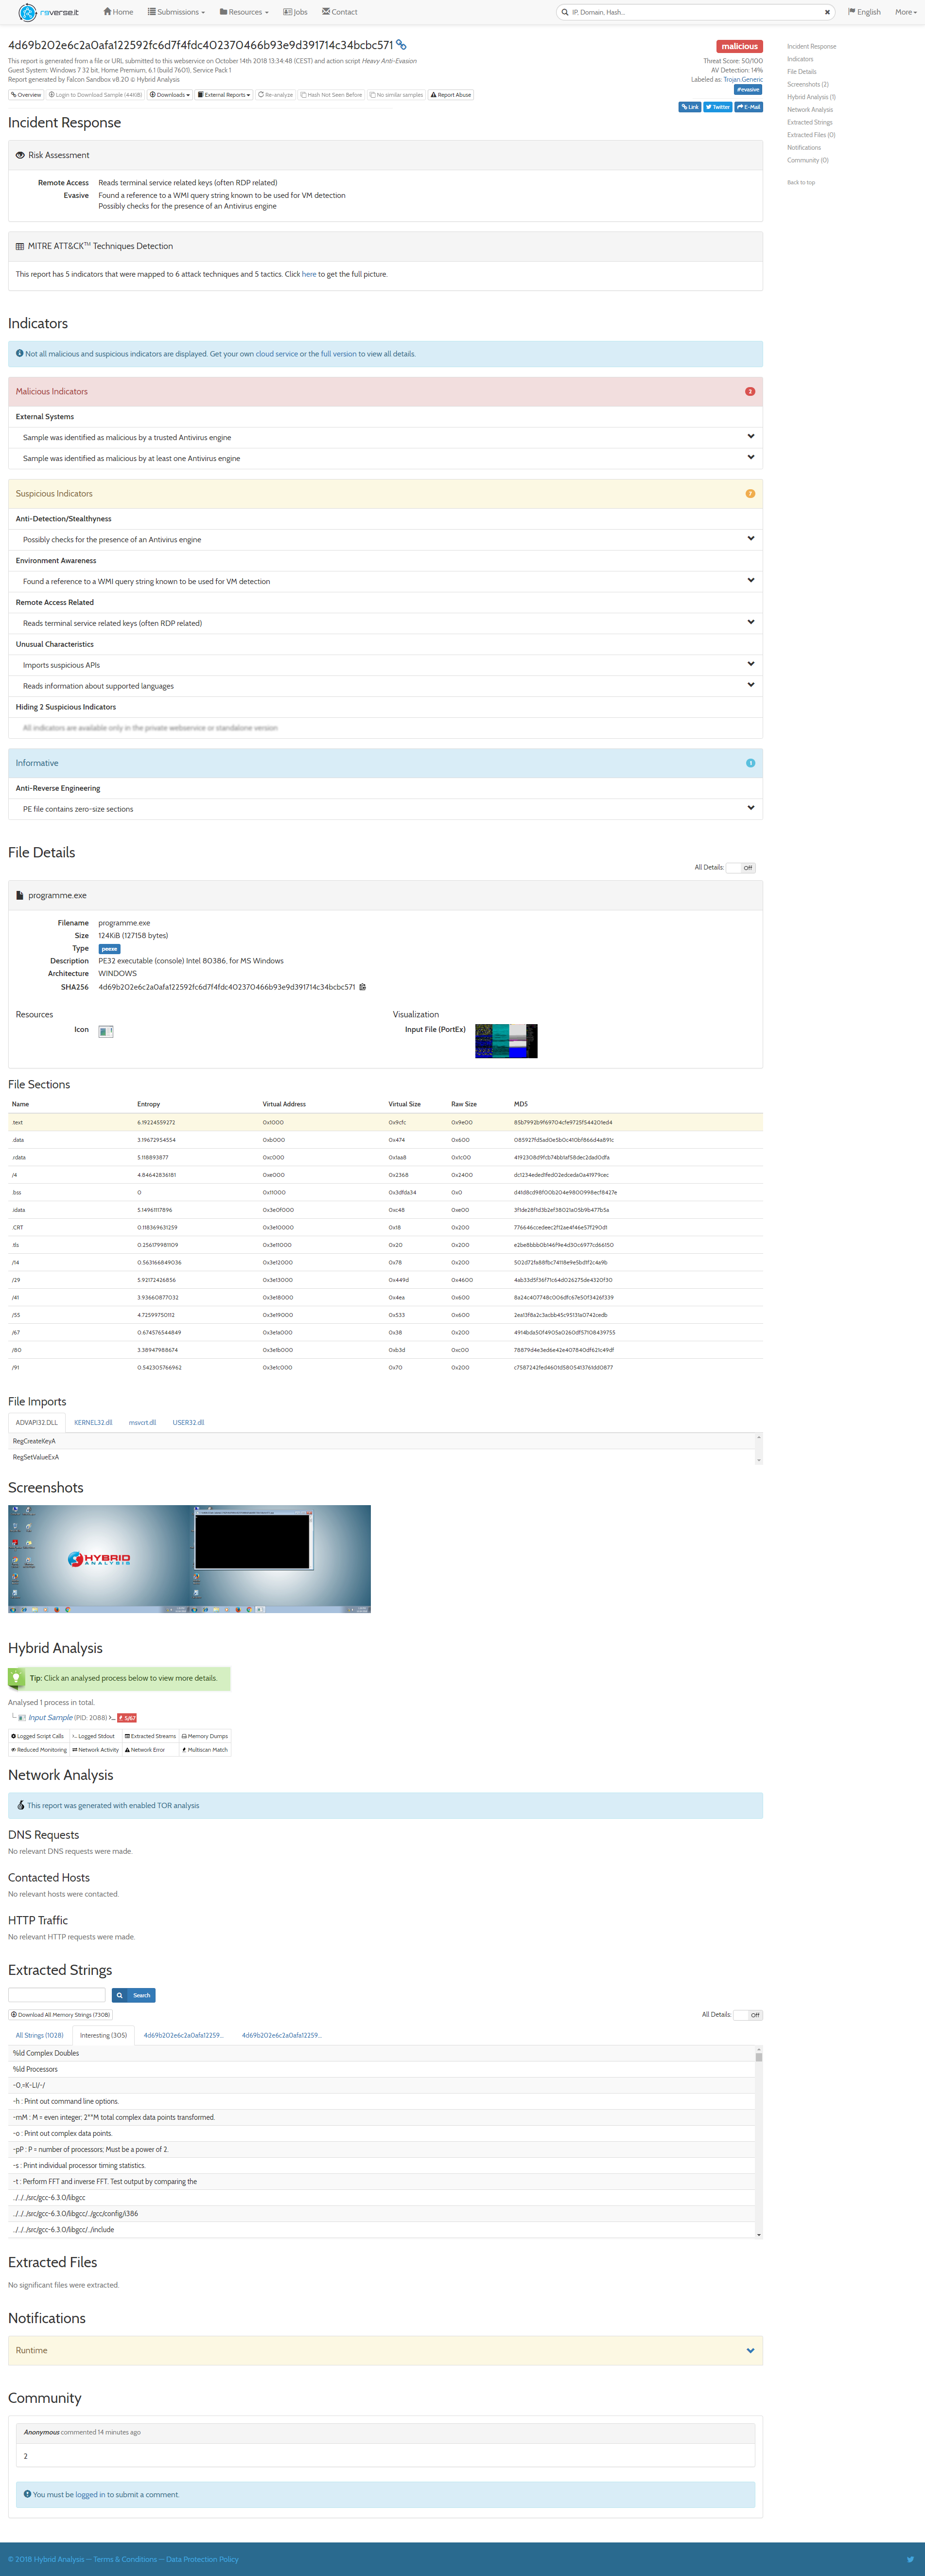 reverse.it
Home
Submissions
Resources
Jobs
Contact
IP, Domain, Hash...
English
More
4d69b202e6c2a0afa122592fc6d7f4fdc402370466b93e9d391714c34bcbc571
malicious
This report is generated from a file or URL submitted to this webservice on October 14th 2018 13:34:48 (CEST) and action script Heavy Anti-Evasion
Guest System: Windows 7 32 bit, Home Premium, 6.1 (build 7601), Service Pack 1
Report generated by Falcon Sandbox v8.20 © Hybrid Analysis
Threat Score: 50/100
AV Detection: 14%
Labeled as: Trojan.Generic
#evasive
Overview
Login to Download Sample (44KiB)
Downloads
External Reports
Re-analyze
Hash Not Seen Before
No similar samples
Report Abuse
Link
Twitter
E-Mail
Incident Response
Indicators
File Details
Screenshots (2)
Hybrid Analysis (1)
Network Analysis
Extracted Strings
Extracted Files (0)
Notifications
Community (0)
Back to top
Incident Response
Risk Assessment
Remote Access Reads terminal service related keys (often RDP related)
Evasive Found a reference to a WMI query string known to be used for VM detection
Possibly checks for the presence of an Antivirus engine
MITRE ATT&CK™ Techniques Detection
This report has 5 indicators that were mapped to 6 attack techniques and 5 tactics. Click here to get the full picture.
Indicators
Not all malicious and suspicious indicators are displayed. Get your own cloud service or the full version to view all details.
Malicious Indicators 2
External Systems
Sample was identified as malicious by a trusted Antivirus engine
Sample was identified as malicious by at least one Antivirus engine
Suspicious Indicators 7
Anti-Detection/Stealthyness
Possibly checks for the presence of an Antivirus engine
Environment Awareness
Found a reference to a WMI query string known to be used for VM detection
Remote Access Related
Reads terminal service related keys (often RDP related)
Unusual Characteristics
Imports suspicious APIs
Reads information about supported languages
Hiding 2 Suspicious Indicators
All indicators are available only in the private webservice or standalone version
Informative 1
Anti-Reverse Engineering
PE file contains zero-size sections
File Details
All Details: Off
programme.exe
Filename programme.exe
Size 124KiB (127158 bytes)
Type peexe
Description PE32 executable (console) Intel 80386, for MS Windows
Architecture WINDOWS
SHA256 4d69b202e6c2a0afa122592fc6d7f4fdc402370466b93e9d391714c34bcbc571
Resources
Icon
Visualization
Input File (PortEx)
File Sections
Name Entropy Virtual Address Virtual Size Raw Size MD5
.text 6.19224559272 0x1000 0x9cfc 0x9e00 85b7992b9f69704cfe9725f544201ed4
.data 3.19672954554 0xb000 0x474 0x600 085927fd5ad0e5b0c410bf866d4a891c
.rdata 5.118893877 0xc000 0x1aa8 0x1c00 4192308d9fcb74bb1af58dec2dad0dfa
/4 4.84642836181 0xe000 0x2368 0x2400 dc1234eded1fed02edceda0a41979cec
.bss 0 0x11000 0x3dfda34 0x0 d41d8cd98f00b204e9800998ecf8427e
.idata 5.14961117896 0x3e0f000 0xc48 0xe00 3f1de28f1d3b2ef38021a05b9b477b5a
.CRT 0.118369631259 0x3e10000 0x18 0x200 776646ccedeec2f12ae4f46e57f290d1
.tls 0.256179981109 0x3e11000 0x20 0x200 e2be8bbb0b146f9e4d30c6977cd66150
/14 0.563166849036 0x3e12000 0x78 0x200 502d72fa88fbc74118e9e5bd1f2c4a9b
/29 5.92172426856 0x3e13000 0x449d 0x4600 4ab33d5f36f71c64d026275de4320f30
/41 3.93660877032 0x3e18000 0x4ea 0x600 8a24c407748c006dfc67e50f3426f339
/55 4.72599750112 0x3e19000 0x533 0x600 2ea13f8a2c3acbb45c95131a0742cedb
/67 0.674576544849 0x3e1a000 0x38 0x200 4914bda50f4905a0260df57108439755
/80 3.38947988674 0x3e1b000 0xb3d 0xc00 78879d4e3ed6e42e407840df621c49df
/91 0.542305766962 0x3e1c000 0x70 0x200 c7587242fed4601d5805413761dd0877
File Imports
ADVAPI32.DLL KERNEL32.dll msvcrt.dll USER32.dll
RegCreateKeyA
RegSetValueExA
Screenshots
HYBRID
ANALYSIS
Hybrid Analysis
Tip: Click an analysed process below to view more details.
Analysed 1 process in total.
Input Sample (PID: 2088) 5/67
Logged Script Calls Logged Stdout Extracted Streams Memory Dumps
Reduced Monitoring Network Activity Network Error Multiscan Match
Network Analysis
This report was generated with enabled TOR analysis
DNS Requests
No relevant DNS requests were made.
Contacted Hosts
No relevant hosts were contacted.
HTTP Traffic
No relevant HTTP requests were made.
Extracted Strings
Search
Download All Memory Strings (730B)
All Details: Off
All Strings (1028) Interesting (305) 4d69b202e6c2a0afa12259... 4d69b202e6c2a0afa12259...
%ld Complex Doubles
%ld Processors
-0,=K-LI/-/
-h : Print out command line options.
-mM : M = even integer; 2**M total complex data points transformed.
-o : Print out complex data points.
-pP : P = number of processors; Must be a power of 2.
-s : Print individual processor timing statistics.
-t : Perform FFT and inverse FFT. Test output by comparing the
../../../src/gcc-6.3.0/libgcc
../../../src/gcc-6.3.0/libgcc/../gcc/config/i386
../../../src/gcc-6.3.0/libgcc/../include
Extracted Files
No significant files were extracted.
Notifications
Runtime
Community
Anonymous commented 14 minutes ago
2
You must be logged in to submit a comment.
© 2018 Hybrid Analysis — Terms & Conditions — Data Protection Policy